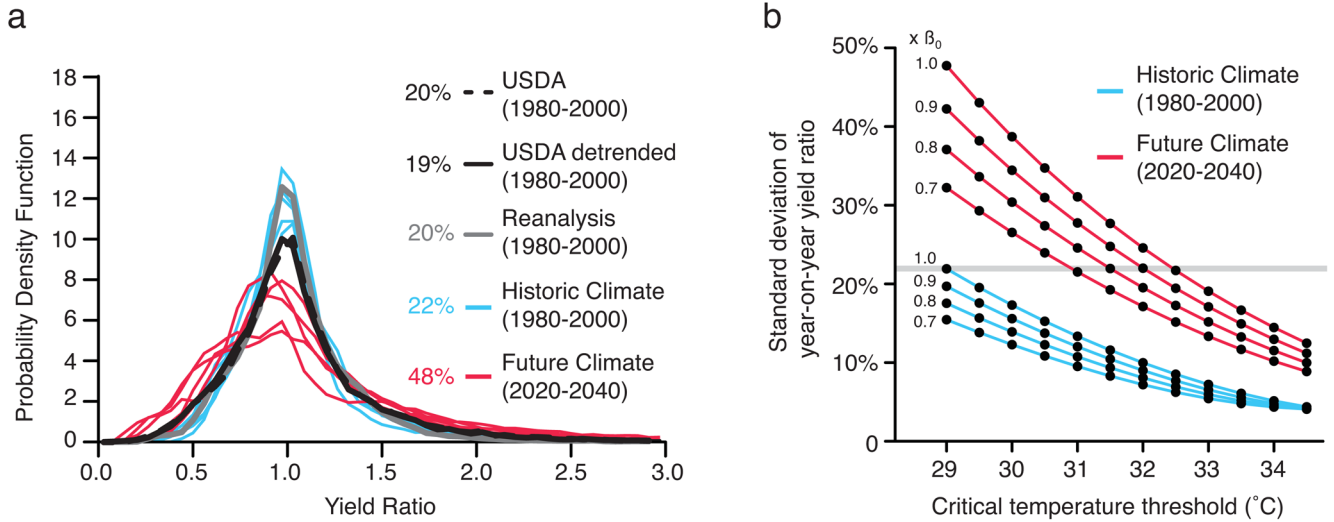 a
Probability Density Function
18
16
14
12
10
8
6
4
2
0
0.0 0.5 1.0 1.5 2.0 2.5 3.0
Yield Ratio
20% USDA
(1980-2000)
19% USDA detrended
(1980-2000)
20% Reanalysis
(1980-2000)
22% Historic Climate
(1980-2000)
48% Future Climate
(2020-2040)
b
Standard deviation of
year-on-year yield ratio
50%
40%
30%
20%
10%
0
x ß₀
1.0
0.9
0.8
0.7
1.0
0.9
0.8
0.7
Historic Climate
(1980-2000)
Future Climate
(2020-2040)
29 30 31 32 33 34
Critical temperature threshold (˚C)